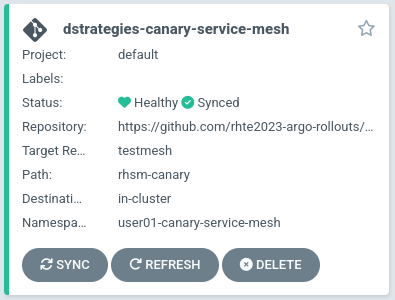 dstrategies-canary-service-mesh
Project: default
Labels:
Status: Healthy Synced
Repository: https://github.com/rhte2023-argo-rollouts/...
Target Re... testmesh
Path: rhsm-canary
Destinati... in-cluster
Namespa... user01-canary-service-mesh
SYNC REFRESH DELETE